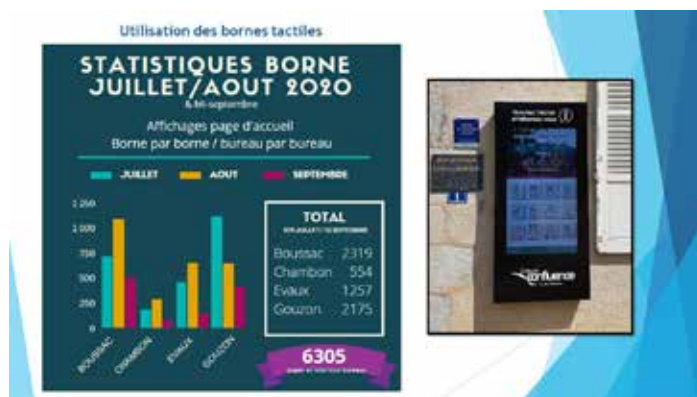 Utilisation des bornes tactiles
STATISTIQUES BORNE
JUILLET/AOUT 2020
& mi-septembre
Affichages page d'accueil
Borne par borne / bureau par bureau
JUILLET AOUT SEPTEMBRE
1 250
1 000
750
500
250
0
BOUSSAC
CHAMBON
EVAUX
GOUZON
TOTAL
Boussac 2319
Chambon 554
Evaux 1257
Gouzon 2175
6305
confluence